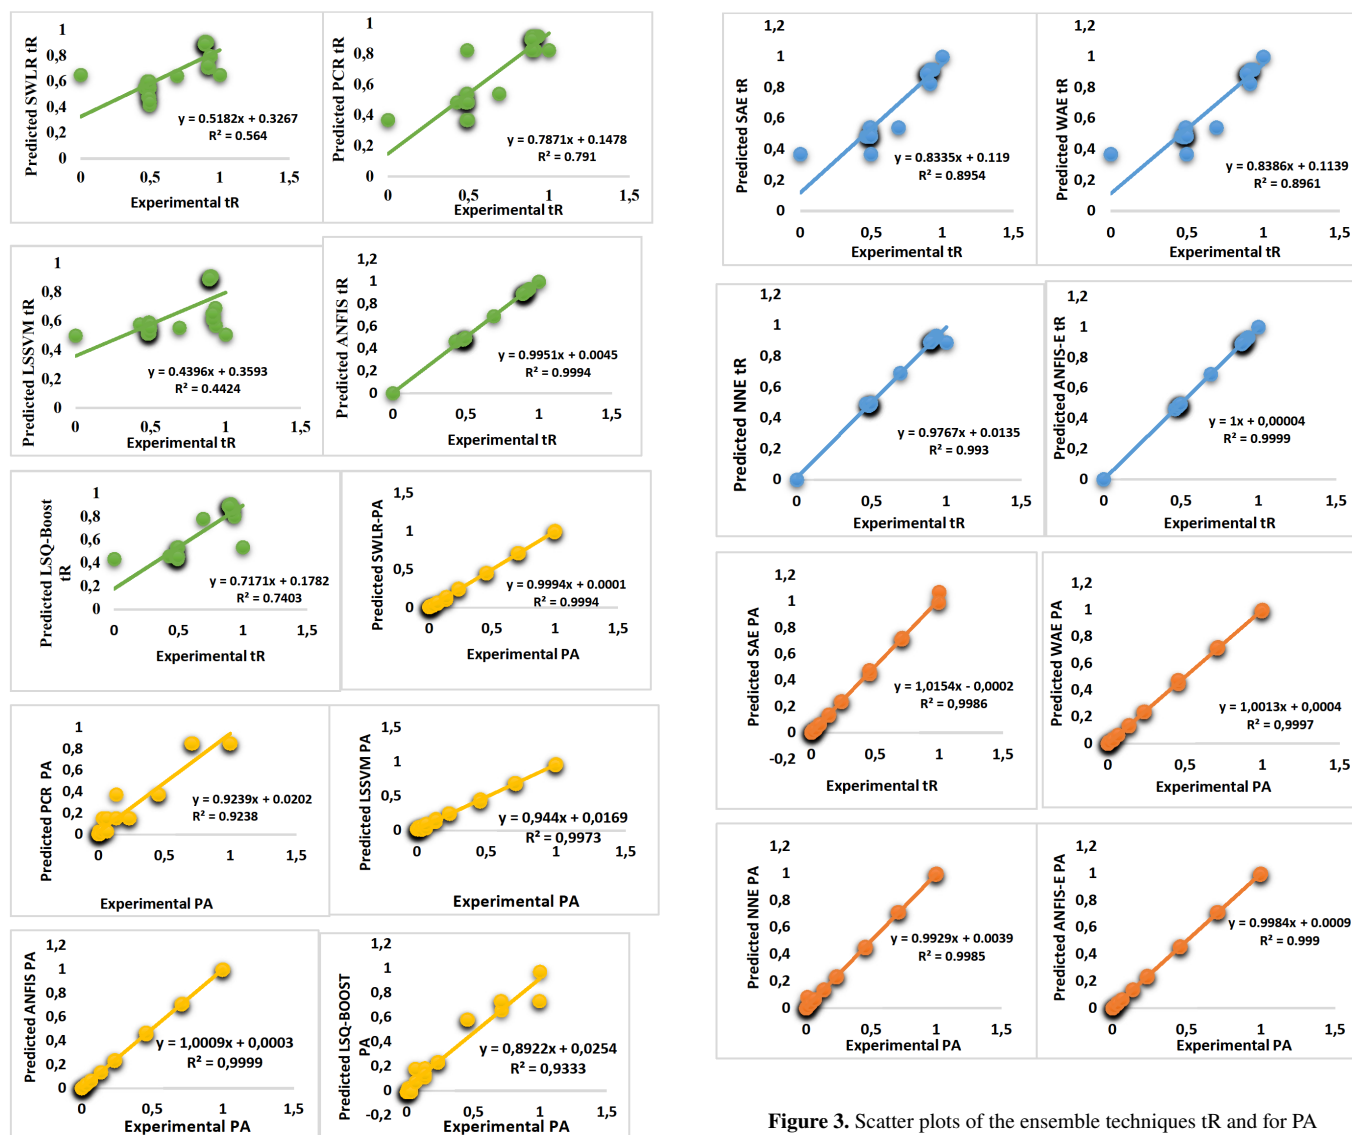 1
0,8
0,6
0,4
0,2
0
Predicted SWLR tR
y = 0.5182x + 0.3267
R² = 0.564
0 0,5 1 1,5
Experimental tR
1
0,8
0,6
0,4
0,2
0
Predicted PCR tR
y = 0.7871x + 0.1478
R² = 0.791
0 0,5 1 1,5
Experimental tR
1
0,8
0,6
0,4
0,2
0
Predicted LSSVM tR
y = 0.4396x + 0.3593
R² = 0.4424
0 0,5 1 1,5
Experimental tR
1,2
1
0,8
0,6
0,4
0,2
0
Predicted ANFIS tR
y = 0.9951x + 0.0045
R² = 0.9994
0 0,5 1 1,5
Experimental tR
1
0,8
0,6
0,4
0,2
0
Predicted LSQ-Boost
tR
y = 0.7171x + 0.1782
R² = 0.7403
0 0,5 1 1,5
Experimental tR
1,5
1
0,5
0
Predicted SWLR-PA
y = 0.9994x + 0.0001
R² = 0.9994
0 0,5 1 1,5
Experimental PA
1
0,8
0,6
0,4
0,2
0
Predicted PCR PA
y = 0.9239x + 0.0202
R² = 0.9238
0 0,5 1 1,5
Experimental PA
1,5
1
0,5
0
Predicted LSSVM PA
y = 0,944x + 0,0169
R² = 0,9973
0 0,5 1 1,5
Experimental PA
1,2
1
0,8
0,6
0,4
0,2
0
Predicted ANFIS PA
y = 1,0009x + 0,0003
R² = 0,9999
0 0,5 1 1,5
Experimental PA
1,2
1
0,8
0,6
0,4
0,2
0
-0,2
Predicted LSQ-BOOST
PA
y = 0,8922x + 0,0254
R² = 0,9333
0 0,5 1 1,5
Experimental PA
1,2
1
0,8
0,6
0,4
0,2
0
Predicted SAE tR
y = 0.8335x + 0.119
R² = 0.8954
0 0,5 1 1,5
Experimental tR
1,2
1
0,8
0,6
0,4
0,2
0
Predicted WAE tR
y = 0.8386x + 0.1139
R² = 0.8961
0 0,5 1 1,5
Experimental tR
1,2
1
0,8
0,6
0,4
0,2
0
Predicted NNE tR
y = 0.9767x + 0.0135
R² = 0.993
0 0,5 1 1,5
Experimental tR
1,2
1
0,8
0,6
0,4
0,2
0
Predicted ANFIS-E tR
y = 1x + 0,00004
R² = 0.9999
0 0,5 1 1,5
Experimental tR
1,2
1
0,8
0,6
0,4
0,2
0
-0,2
Predicted SAE PA
y = 1,0154x - 0,0002
R² = 0,9986
0 0,5 1 1,5
Experimental tR
1,2
1
0,8
0,6
0,4
0,2
0
Predicted WAE PA
y = 1,0013x + 0,0004
R² = 0,9997
0 0,5 1 1,5
Experimental PA
1,2
1
0,8
0,6
0,4
0,2
0
Predicted NNE PA
y = 0.9929x + 0.0039
R² = 0.9985
0 0,5 1 1,5
Experimental PA
1,2
1
0,8
0,6
0,4
0,2
0
Predicted ANFIS-E PA
y = 0.9984x + 0.0009
R² = 0.999
0 0,5 1 1,5
Experimental PA
Figure 3. Scatter plots of the ensemble techniques tR and for PA